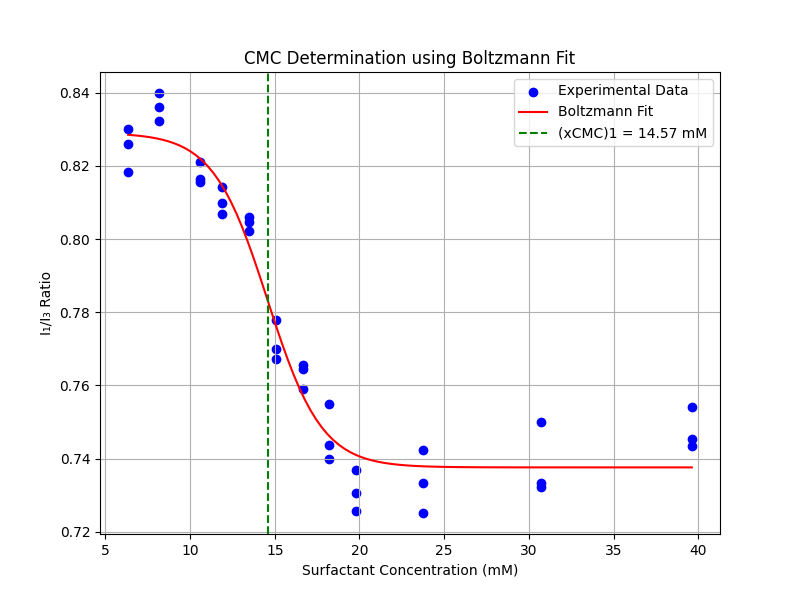 CMC Determination using Boltzmann Fit
Experimental Data
Boltzmann Fit
(xCMC)1 = 14.57 mM
0.84
0.82
0.80
0.78
0.76
0.74
0.72
I₁/I₃ Ratio
5 10 15 20 25 30 35 40
Surfactant Concentration (mM)